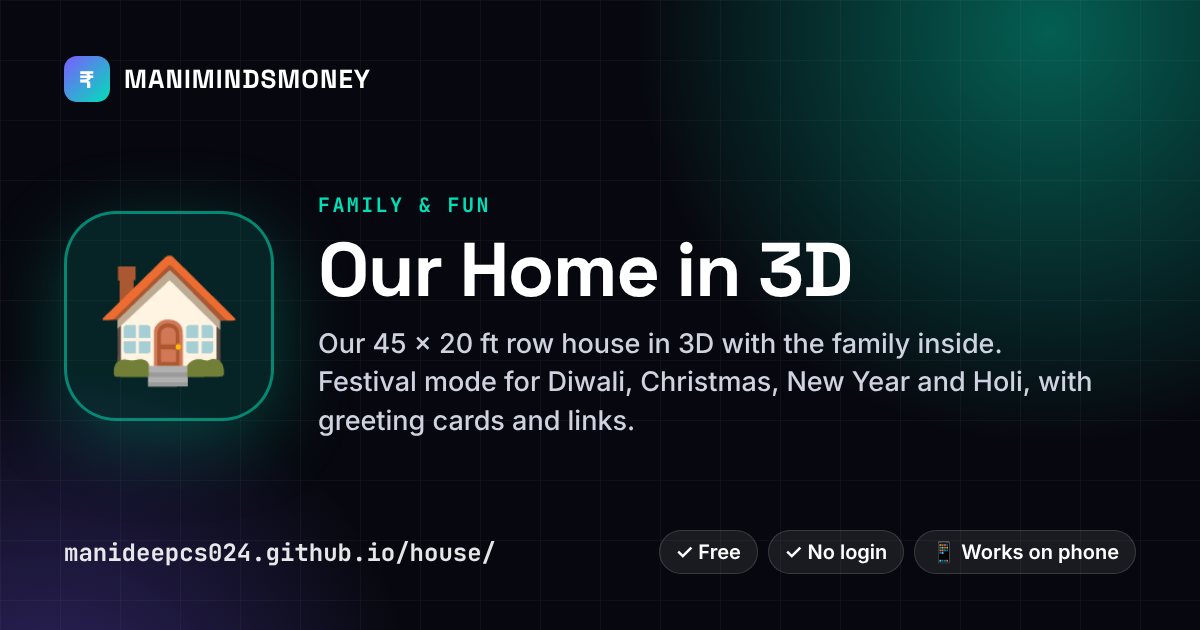 ₹ MANIMINDSMONEY
FAMILY & FUN
Our Home in 3D
Our 45 × 20 ft row house in 3D with the family inside.
Festival mode for Diwali, Christmas, New Year and Holi, with
greeting cards and links.
manideepcs024.github.io/house/
✓ Free
✓ No login
📱 Works on phone